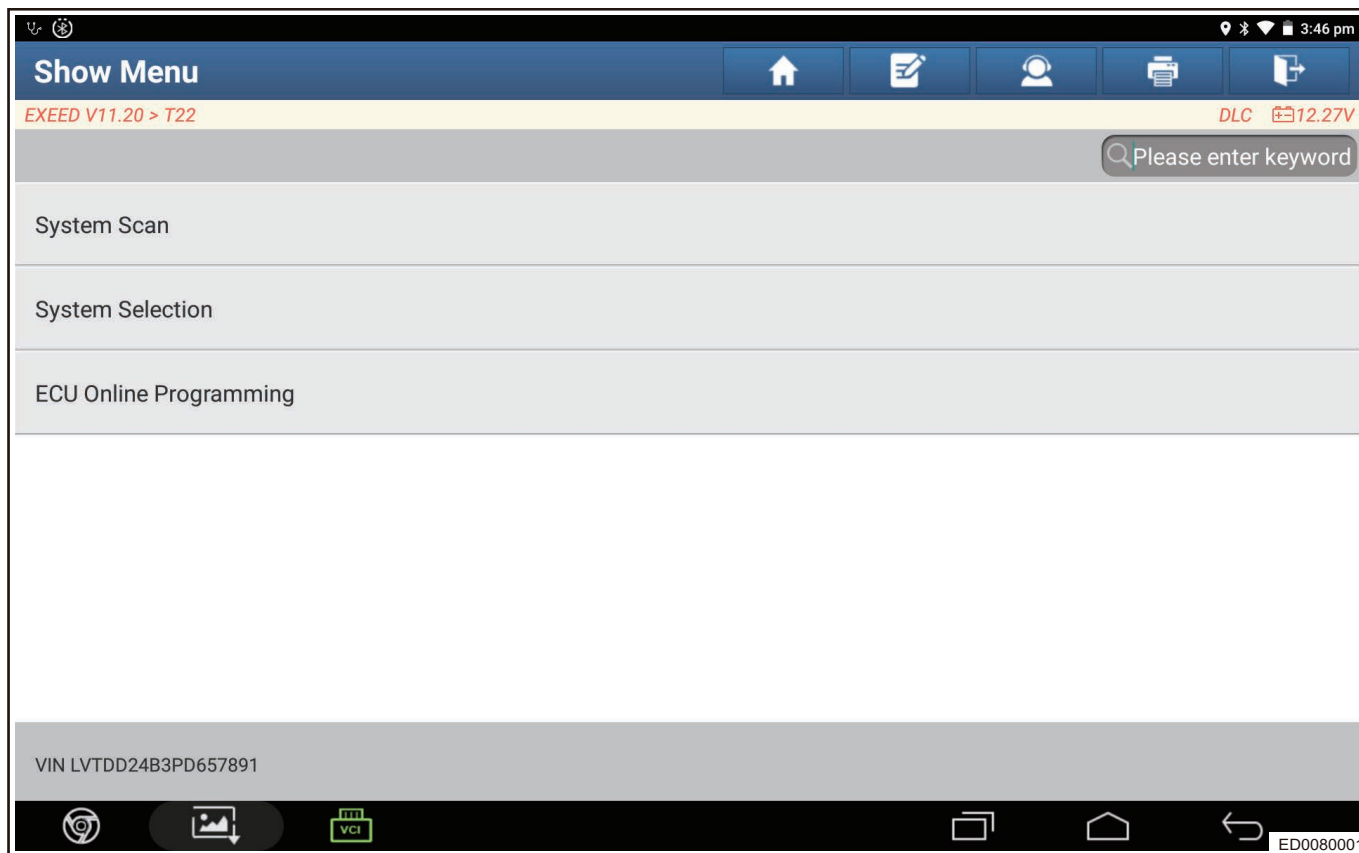 3:46 pm
Show Menu
EXEED V11.20 > T22
DLC 12.27V
Please enter keyword
System Scan
System Selection
ECU Online Programming
VIN LVTDD24B3PD657891
VCI
ED0080001